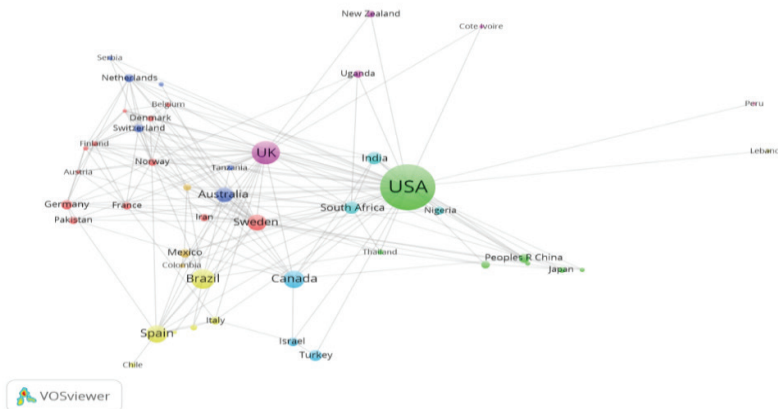 New Zealand
Cote Ivoire
Serbia
Netherlands
Uganda
Belgium
Peru
Denmark
Switzerland
Finland
UK
Lebano
Norway
India
Tanzania
Austria
USA
Australia
Germany
France
South Africa
Nigeria
Pakistan
Iran
Sweden
Mexico
Thailand
Peoples R China
Colombia
Japan
Brazil
Canada
Italy
Spain
Israel
Turkey
Chile
VOSviewer